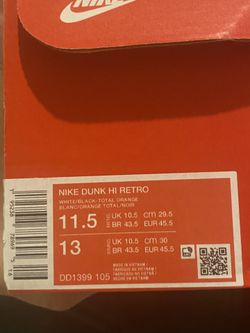 NIKE
NIKE DUNK HI RETRO
WHITE/BLACK-TOTAL ORANGE
BLANC/ORANGE TOTAL/NOIR
11.5 UK 10.5 cm 29.5
BR 43.5 EUR 45.5
13 UK 10.5 cm 30
BR 43.5 EUR 45.5
DD1399 105
MADE IN VIETNAM